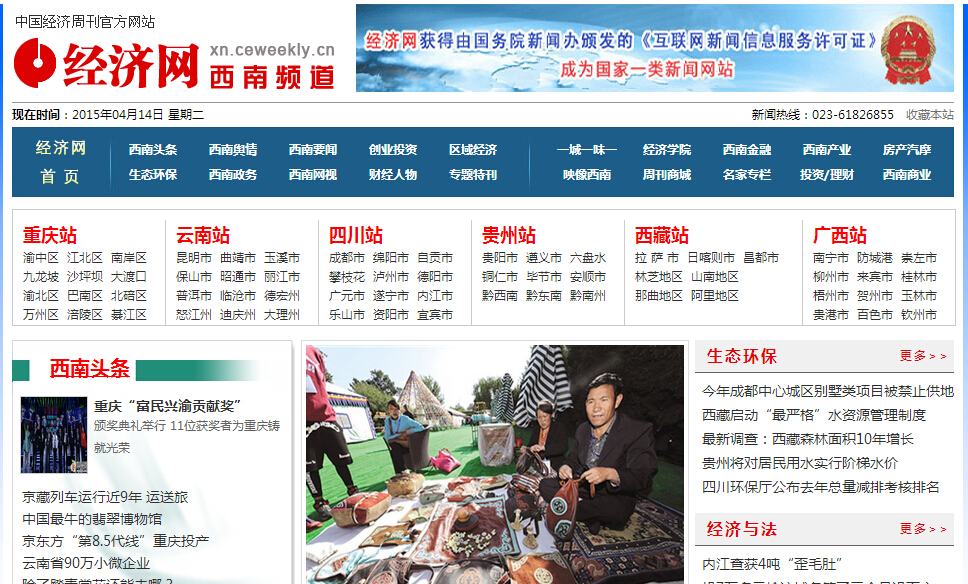 中国经济周刊官方网站
经济网 xn.ceweekly.cn
西南频道
经济网获得由国务院新闻办颁发的《互联网新闻信息服务许可证》
成为国家一类新闻网站
现在时间：2015年04月14日 星期二 新闻热线：023-61826855 收藏本站
经济网 西南头条 西南舆情 西南要闻 创业投资 区域经济 一城一味一 经济学院 西南金融 西南产业 房产汽摩
首 页 生态环保 西南政务 西南网视 财经人物 专题特刊 映像西南 周刊商城 名家专栏 投资/理财 西南商业
重庆站 云南站 四川站 贵州站 西藏站 广西站
渝中区 江北区 南岸区 昆明市 曲靖市 玉溪市 成都市 绵阳市 自贡市 贵阳市 遵义市 六盘水 拉 萨 市 日喀则市 昌都市 南宁市 防城港 崇左市
九龙坡 沙坪坝 大渡口 保山市 昭通市 丽江市 攀枝花 泸州市 德阳市 铜仁市 毕节市 安顺市 林芝地区 山南地区 柳州市 来宾市 桂林市
渝北区 巴南区 北碚区 普洱市 临沧市 德宏州 广元市 遂宁市 内江市 黔西南 黔东南 黔南州 那曲地区 阿里地区 梧州市 贺州市 玉林市
万州区 涪陵区 綦江区 怒江州 迪庆州 大理州 乐山市 资阳市 宜宾市 贵港市 百色市 钦州市
西南头条
重庆“富民兴渝贡献奖”
颁奖典礼举行 11位获奖者为重庆铸
就光荣
京藏列车运行近9年 运送旅
中国最牛的翡翠博物馆
京东方“第8.5代线”重庆投产
云南省90万小微企业
生态环保 更多>>
今年成都中心城区别墅类项目被禁止供地
西藏启动“最严格”水资源管理制度
最新调查：西藏森林面积10年增长
贵州将对居民用水实行阶梯水价
四川环保厅公布去年总量减排考核排名
经济与法 更多>>
内江查获4吨“歪毛肚”